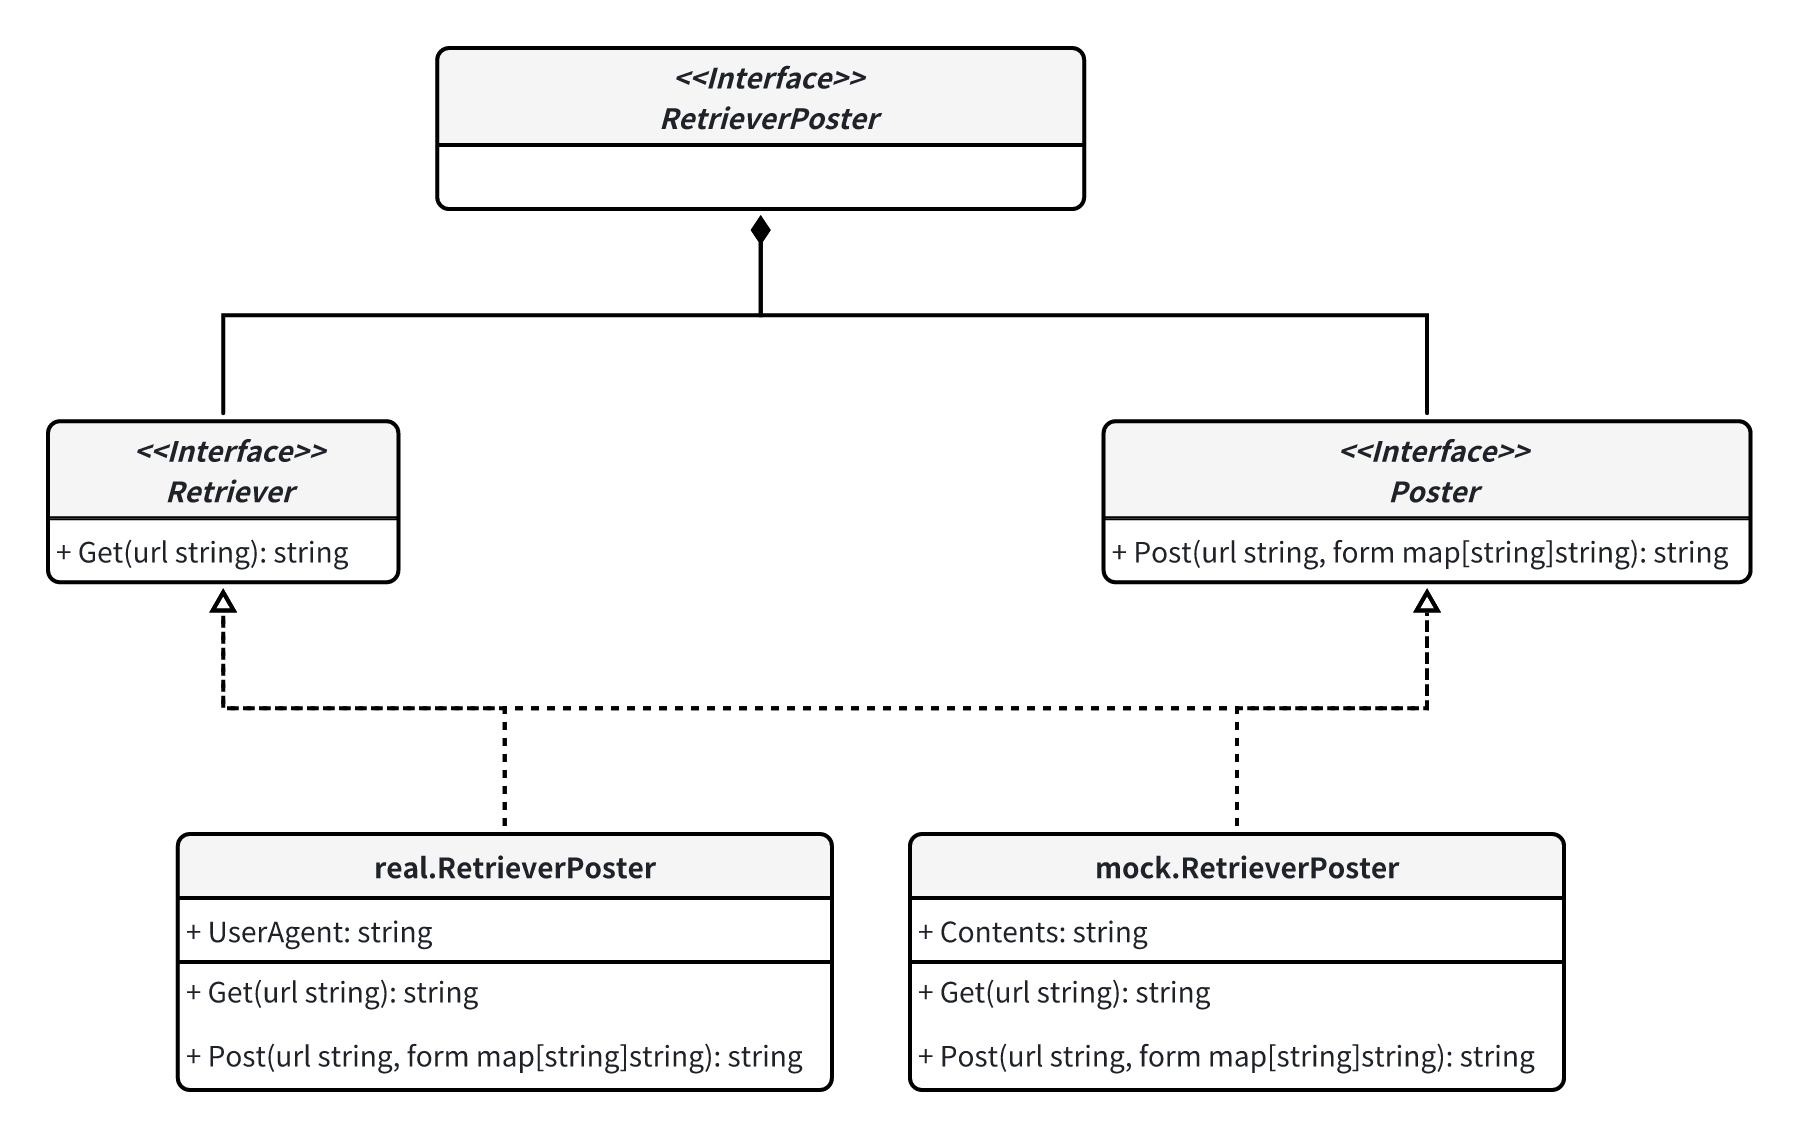 <<Interface>>
RetrieverPoster
<<Interface>>
Retriever
+ Get(url string): string
<<Interface>>
Poster
+ Post(url string, form map[string]string): string
real.RetrieverPoster
+ UserAgent: string
+ Get(url string): string
+ Post(url string, form map[string]string): string
mock.RetrieverPoster
+ Contents: string
+ Get(url string): string
+ Post(url string, form map[string]string): string